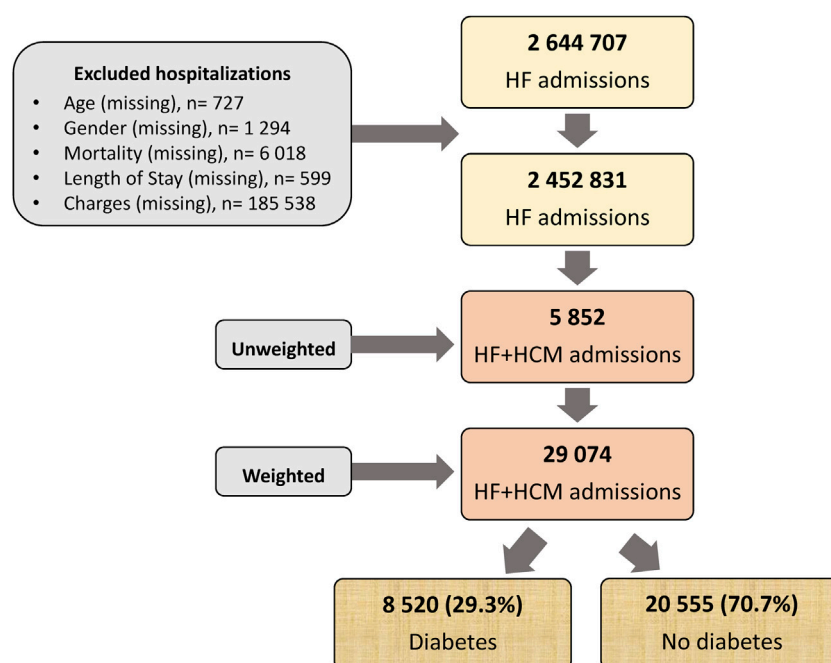 2 644 707
HF admissions
Excluded hospitalizations
• Age (missing), n= 727
• Gender (missing), n= 1 294
• Mortality (missing), n= 6 018
• Length of Stay (missing), n= 599
• Charges (missing), n= 185 538
2 452 831
HF admissions
Unweighted
5 852
HF+HCM admissions
Weighted
29 074
HF+HCM admissions
8 520 (29.3%)
Diabetes
20 555 (70.7%)
No diabetes